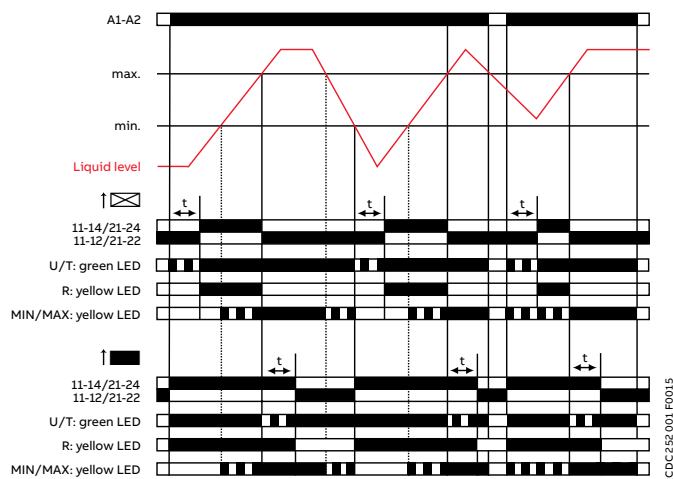 A1-A2
max.
min.
Liquid level
t t t
11-14/21-24
11-12/21-22
U/T: green LED
R: yellow LED
MIN/MAX: yellow LED
t t t
11-14/21-24
11-12/21-22
U/T: green LED
R: yellow LED
MIN/MAX: yellow LED
CDC 252 001 F0015